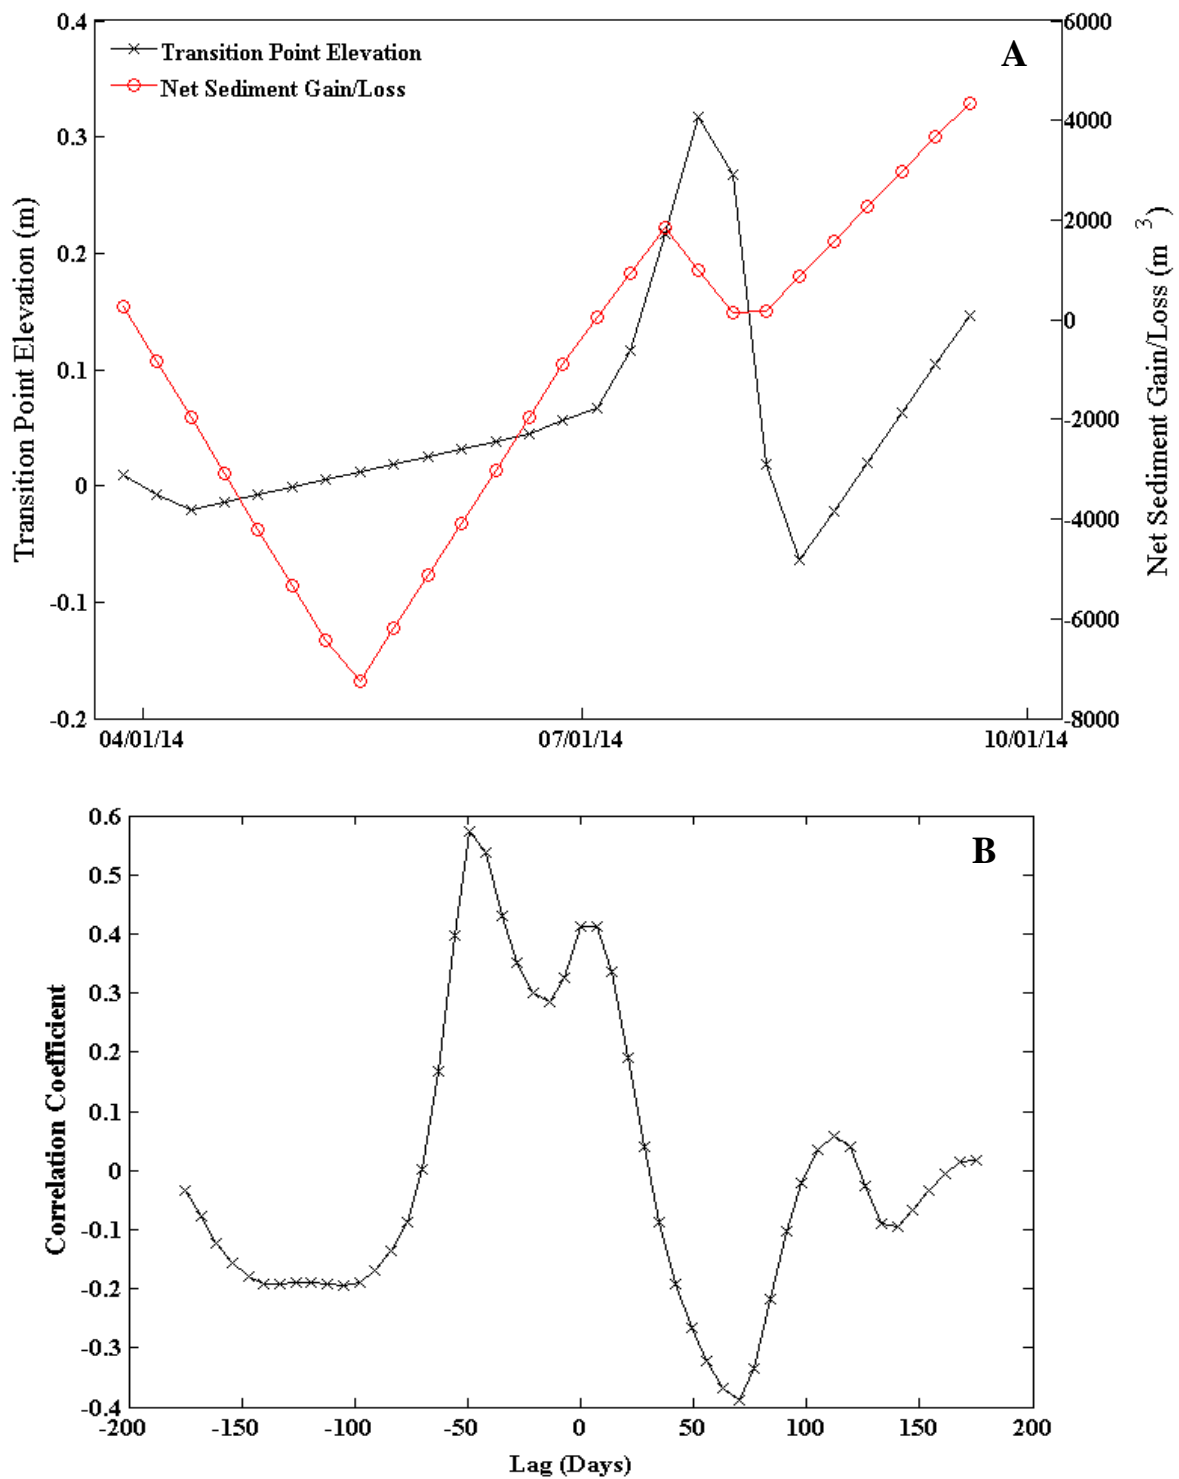 0.4
0.3
0.2
0.1
0
-0.1
-0.2
Transition Point Elevation (m)
Transition Point Elevation
Net Sediment Gain/Loss
A
6000
4000
2000
0
-2000
-4000
-6000
-8000
Net Sediment Gain/Loss (m 3)
04/01/14 07/01/14 10/01/14
0.6
0.5
0.4
0.3
0.2
0.1
0
-0.1
-0.2
-0.3
-0.4
Correlation Coefficient
B
-200 -150 -100 -50 0 50 100 150 200
Lag (Days)